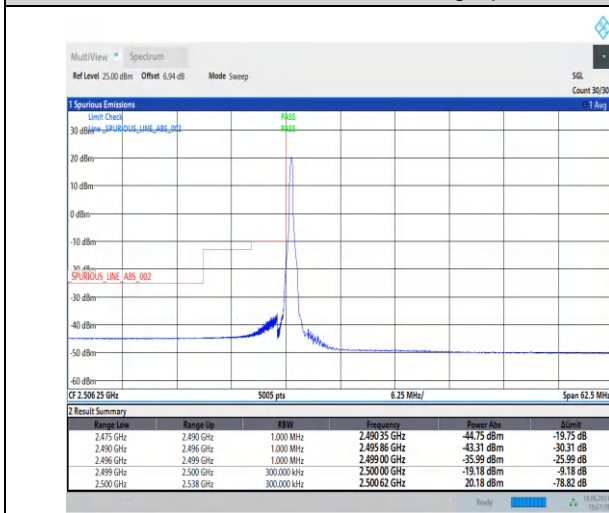 MultiView Spectrum
Ref Level 25.00 dBm Offset 6.94 dB Mode Sweep SGL
Count 30/30
1 Spurious Emissions 1 Avg
Limit Check PASS
30 dBm Line _SPURIOUS_LINE_ABS_002 PASS
20 dBm
10 dBm
0 dBm
-10 dBm
-20 dBm
_SPURIOUS_LINE_ABS_002
-30 dBm
-40 dBm
-50 dBm
-60 dBm
CF 2.506 25 GHz 5005 pts 6.25 MHz/ Span 62.5 MHz
2 Result Summary
Range Low Range Up RBW Frequency Power Abs ΔLimit
2.475 GHz 2.490 GHz 1.000 MHz 2.490 35 GHz -44.75 dBm -19.75 dB
2.490 GHz 2.496 GHz 1.000 MHz 2.495 86 GHz -43.31 dBm -30.31 dB
2.496 GHz 2.499 GHz 1.000 MHz 2.499 00 GHz -35.99 dBm -25.99 dB
2.499 GHz 2.500 GHz 300.000 kHz 2.500 00 GHz -19.18 dBm -9.18 dB
2.500 GHz 2.538 GHz 300.000 kHz 2.500 62 GHz 20.18 dBm -78.82 dB
Ready